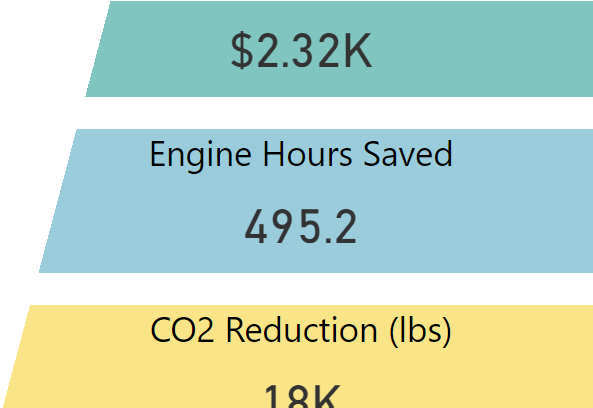 $2.32K
Engine Hours Saved
495.2
CO2 Reduction (lbs)
18K